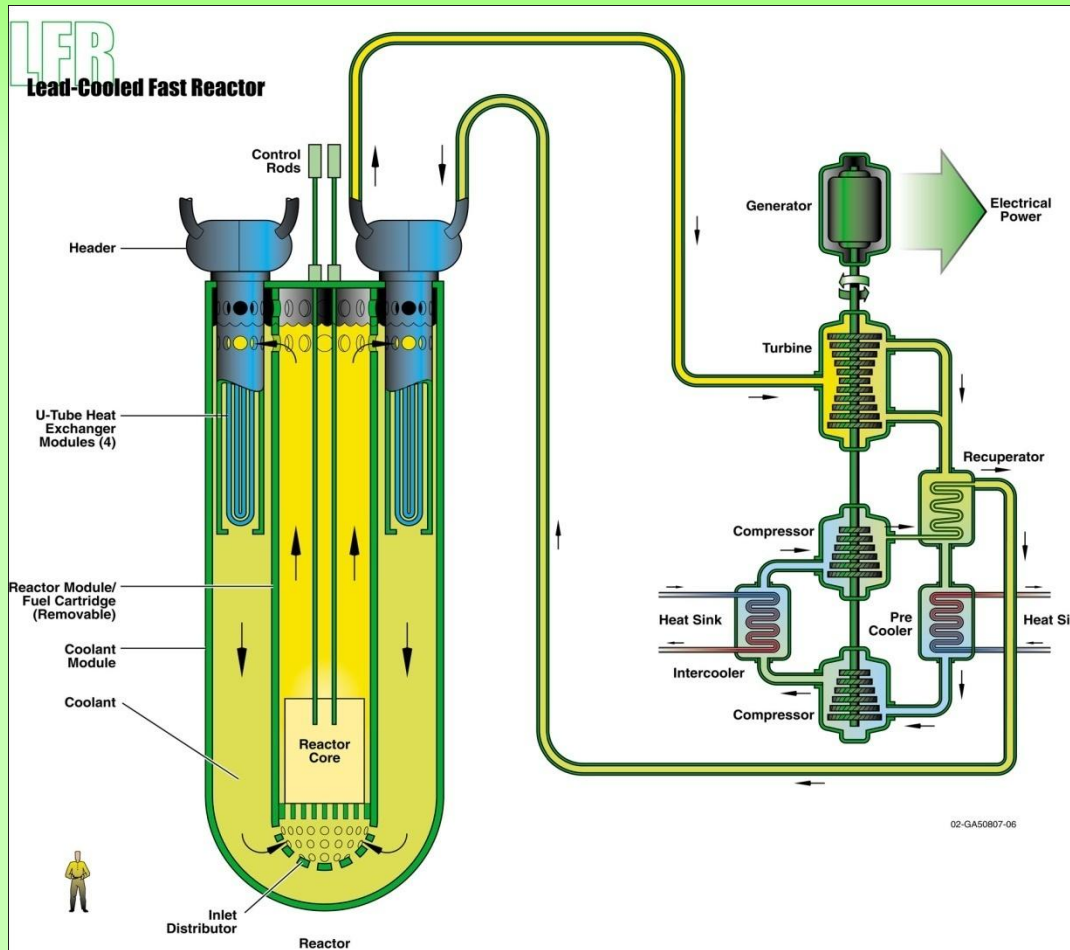 LFR
Lead-Cooled Fast Reactor
Control
Rods
Header
U-Tube Heat
Exchanger
Modules (4)
Reactor Module/
Fuel Cartridge
(Removable)
Coolant
Module
Coolant
Reactor
Core
Inlet
Distributor
Reactor
Generator
Electrical
Power
Turbine
Recuperator
Compressor
Heat Sink
Pre
Cooler
Heat Si
Intercooler
Compressor
02-GA50807-06